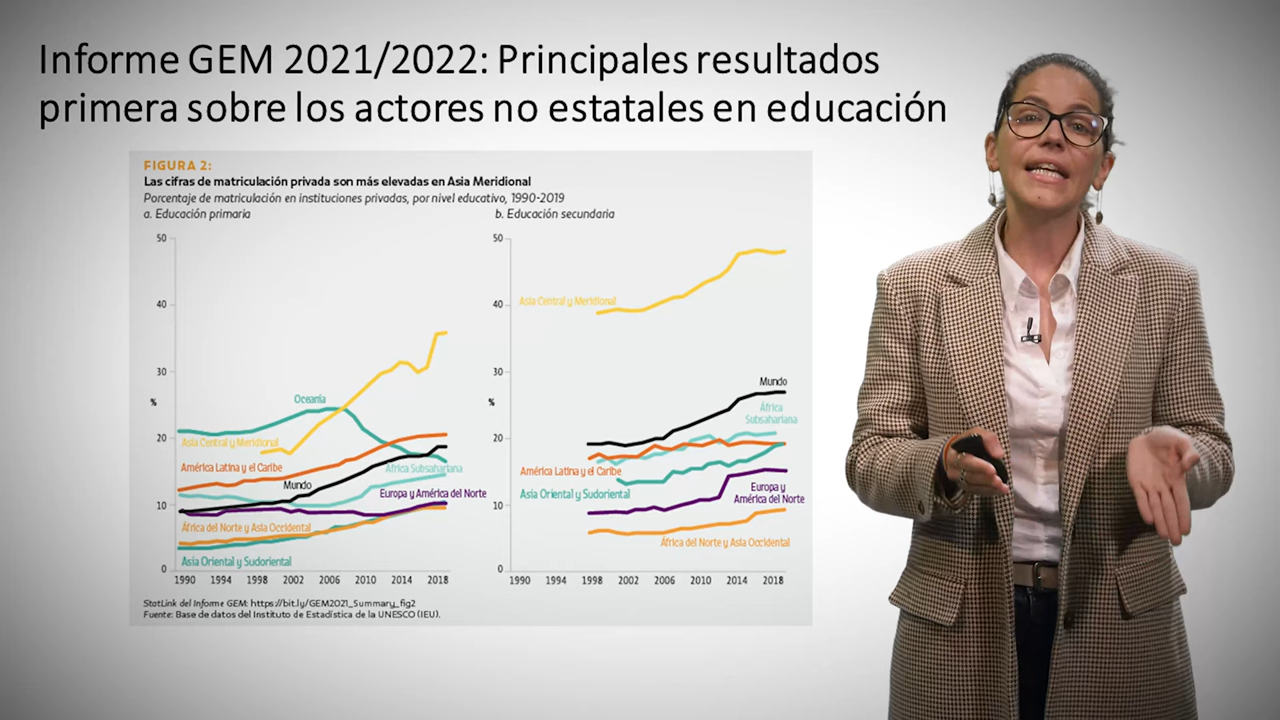 Informe GEM 2021/2022: Principales resultados
primera sobre los actores no estatales en educación
FIGURA 2:
Las cifras de matriculación privada son más elevadas en Asia Meridional
Porcentaje de matriculación en instituciones privadas, por nivel educativo, 1990-2019
a. Educación primaria
50
40
30
%
20
10
0
Oceanía
Asia Central y Meridional
América Latina y el Caribe
África Subsahariana
Mundo
Europa y América del Norte
África del Norte y Asia Occidental
Asia Oriental y Sudoriental
1990 1994 1998 2002 2006 2010 2014 2018
b. Educación secundaria
50
40
30
%
20
10
0
Asia Central y Meridional
Mundo
África
Subsahariana
América Latina y el Caribe
Asia Oriental y Sudoriental
Europa y
América del Norte
África del Norte y Asia Occidental
1990 1994 1998 2002 2006 2010 2014 2018
StatLink del Informe GEM: https://bit.ly/GEM2021_Summary_fig2
Fuente: Base de datos del Instituto de Estadística de la UNESCO (IEU).